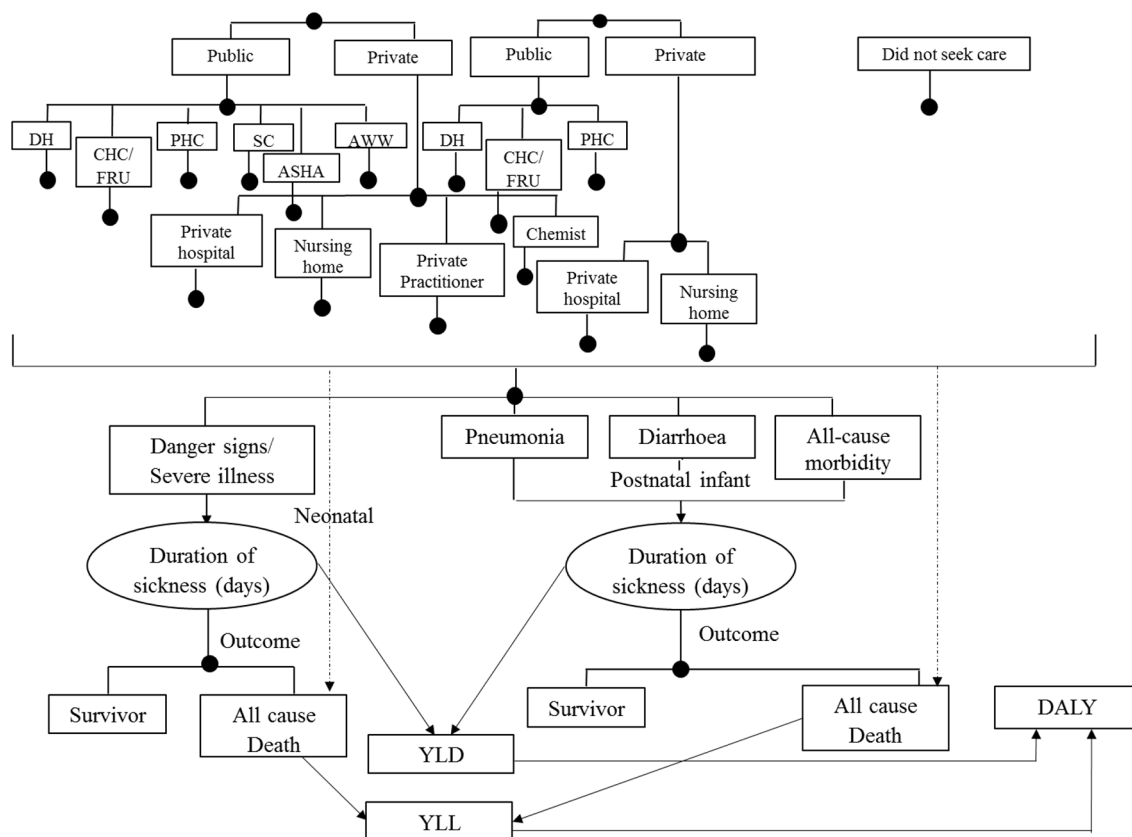 Public
Private
Public
Private
Did not seek care
DH
CHC/
FRU
PHC
SC
ASHA
AWW
DH
CHC/
FRU
PHC
Private
hospital
Nursing
home
Private
Practitioner
Chemist
Private
hospital
Nursing
home
Danger signs/
Severe illness
Pneumonia
Diarrhoea
All-cause
morbidity
Postnatal infant
Neonatal
Duration of
sickness (days)
Duration of
sickness (days)
Outcome
Outcome
Survivor
All cause
Death
Survivor
All cause
Death
DALY
YLD
YLL